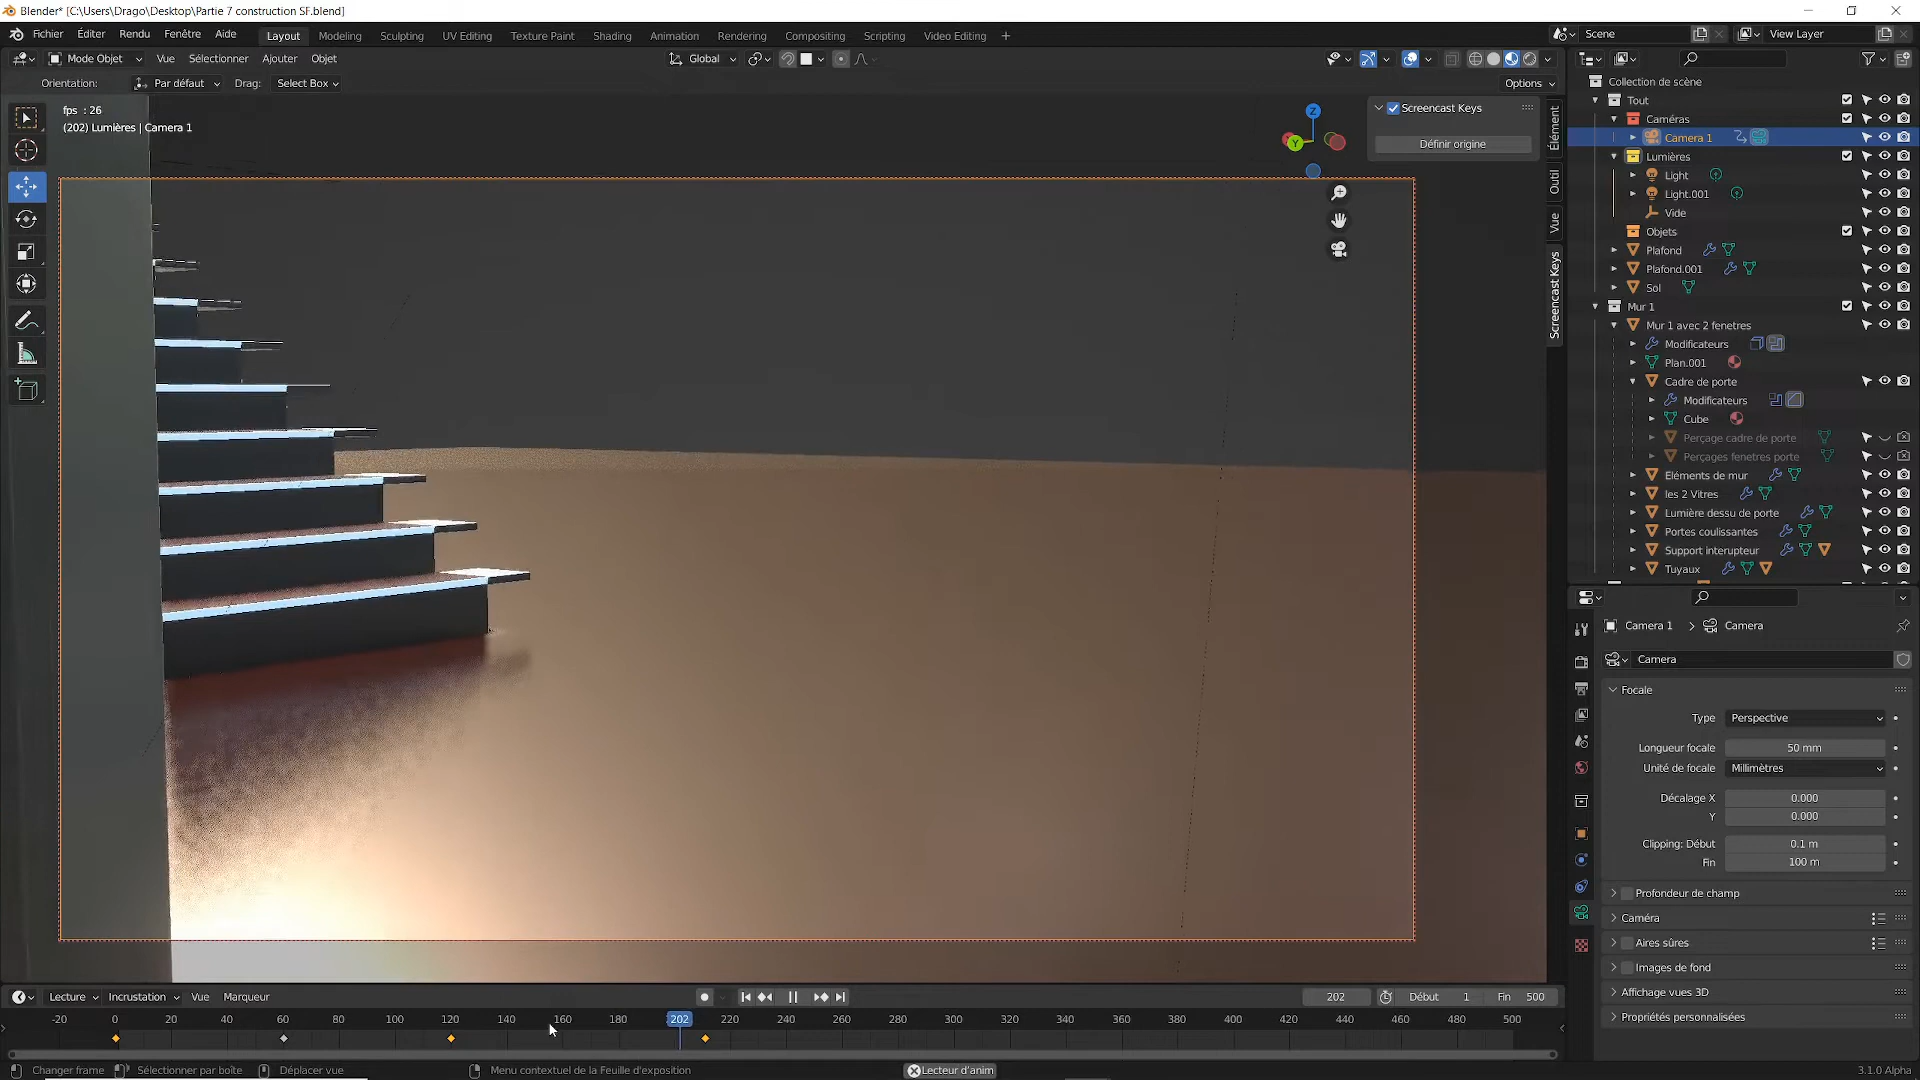 Blender* [C:\Users\Drago\Desktop\Partie 7 construction SF.blend]
Fichier Éditer Rendu Fenêtre Aide Layout Modeling Sculpting UV Editing Texture Paint Shading Animation Rendering Compositing Scripting Video Editing + Scene View Layer
Mode Objet Vue Sélectionner Ajouter Objet Global
Orientation: Par défaut Drag: Select Box Options
fps : 26
(202) Lumières | Camera 1
Screencast Keys
Définir origine
Élément
Outil
Vue
Screencast Keys
Z
Y
Collection de scène
Tout
Caméras
Camera 1
Lumières
Light
Light.001
Vide
Objets
Plafond
Plafond.001
Sol
Mur 1
Mur 1 avec 2 fenetres
Modificateurs
Plan.001
Cadre de porte
Modificateurs
Cube
Perçage cadre de porte
Perçages fenetres porte
Eléments de mur
les 2 Vitres
Lumière dessu de porte
Portes coulissantes
Support interupteur
Tuyaux
Camera 1 > Camera
Camera
Focale
Type Perspective
Longueur focale 50 mm
Unité de focale Millimètres
Décalage X 0.000
Y 0.000
Clipping: Début 0.1 m
Fin 100 m
Profondeur de champ
Caméra
Aires sûres
Images de fond
Affichage vues 3D
Propriétés personnalisées
Lecture Incrustation Vue Marqueur 202 Début 1 Fin 500
-20 0 20 40 60 80 100 120 140 160 180 202 220 240 260 280 300 320 340 360 380 400 420 440 460 480 500
Changer frame Sélectionner par boîte Déplacer vue Menu contextuel de la Feuille d'exposition Lecteur d'anim 3.1.0 Alpha